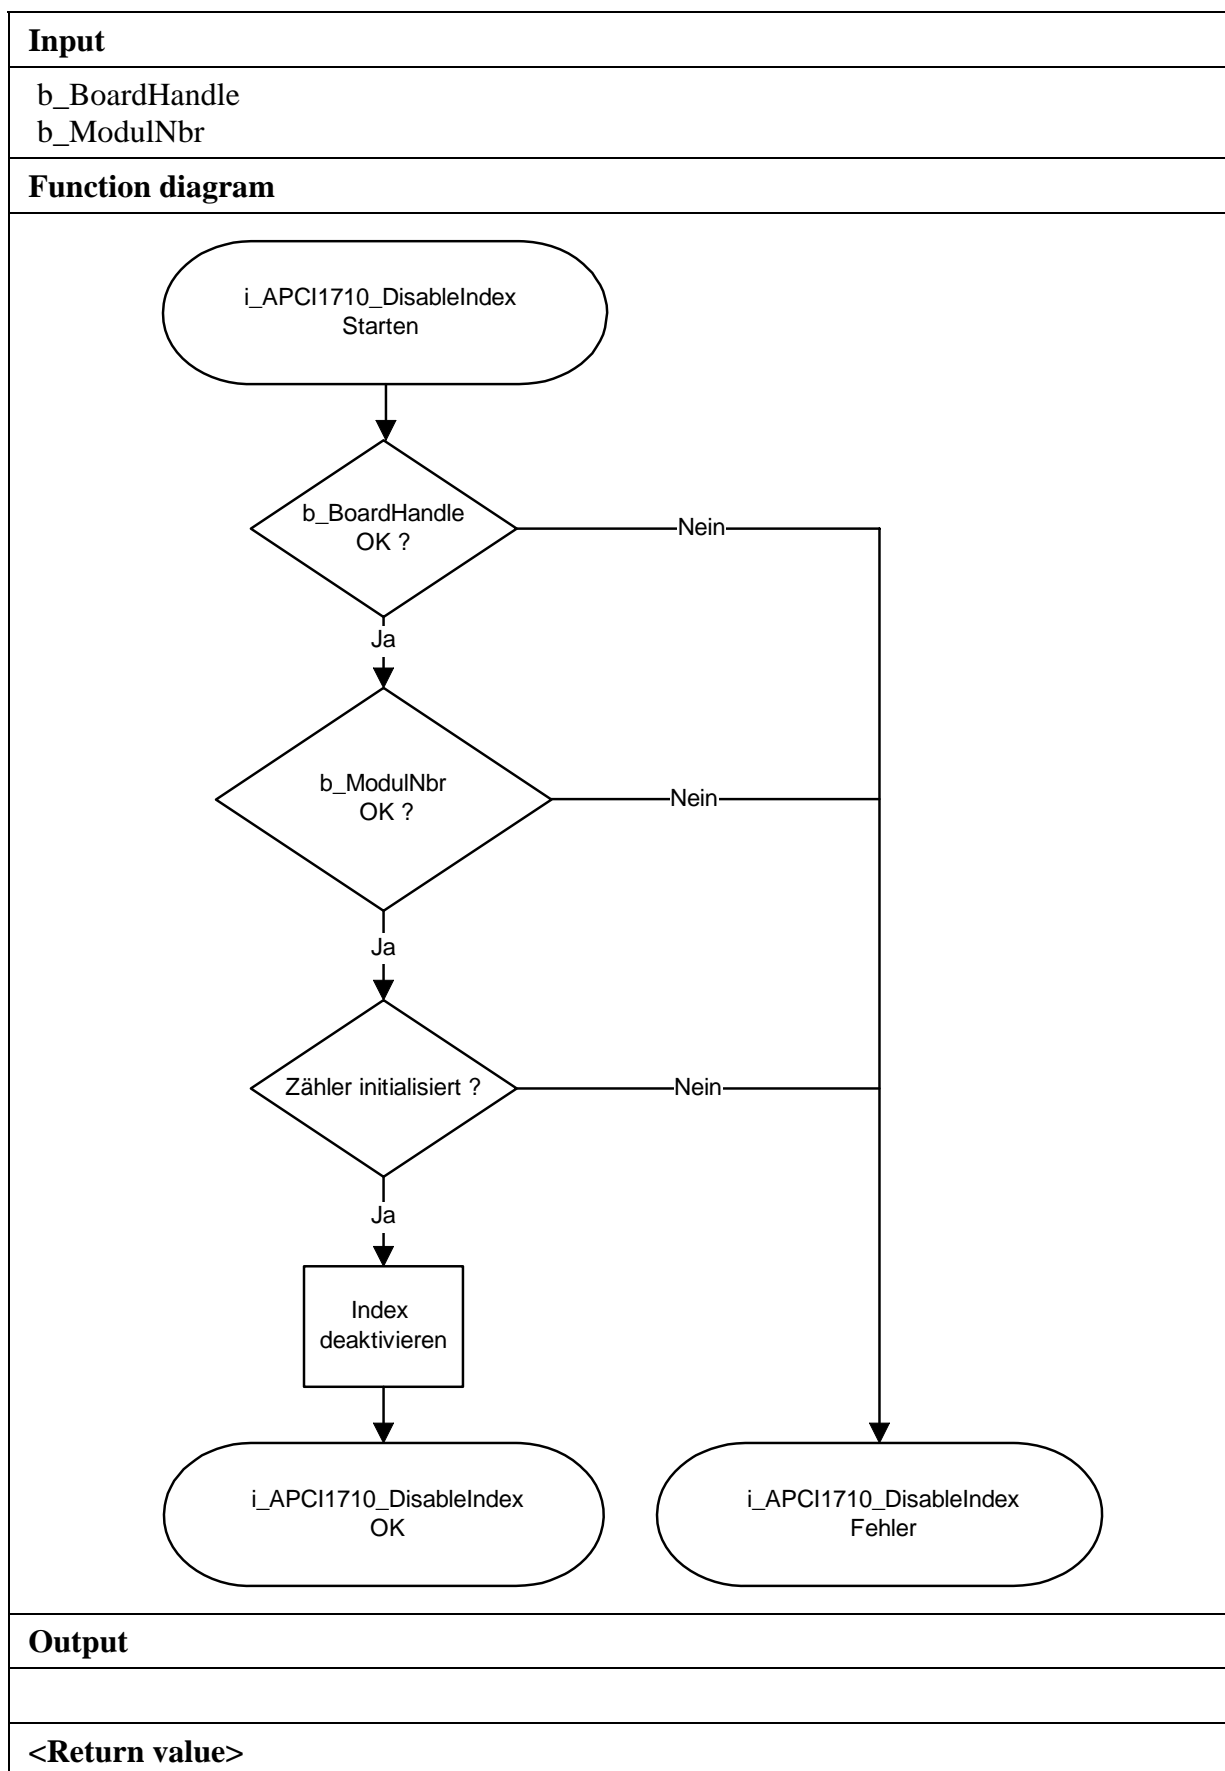 Input
b_BoardHandle
b_ModulNbr
Function diagram
i_APCI1710_DisableIndex
Starten
b_BoardHandle
OK ?
Nein
Ja
b_ModulNbr
OK ?
Nein
Ja
Zähler initialisiert ?
Nein
Ja
Index
deaktivieren
i_APCI1710_DisableIndex
OK
i_APCI1710_DisableIndex
Fehler
Output
<Return value>